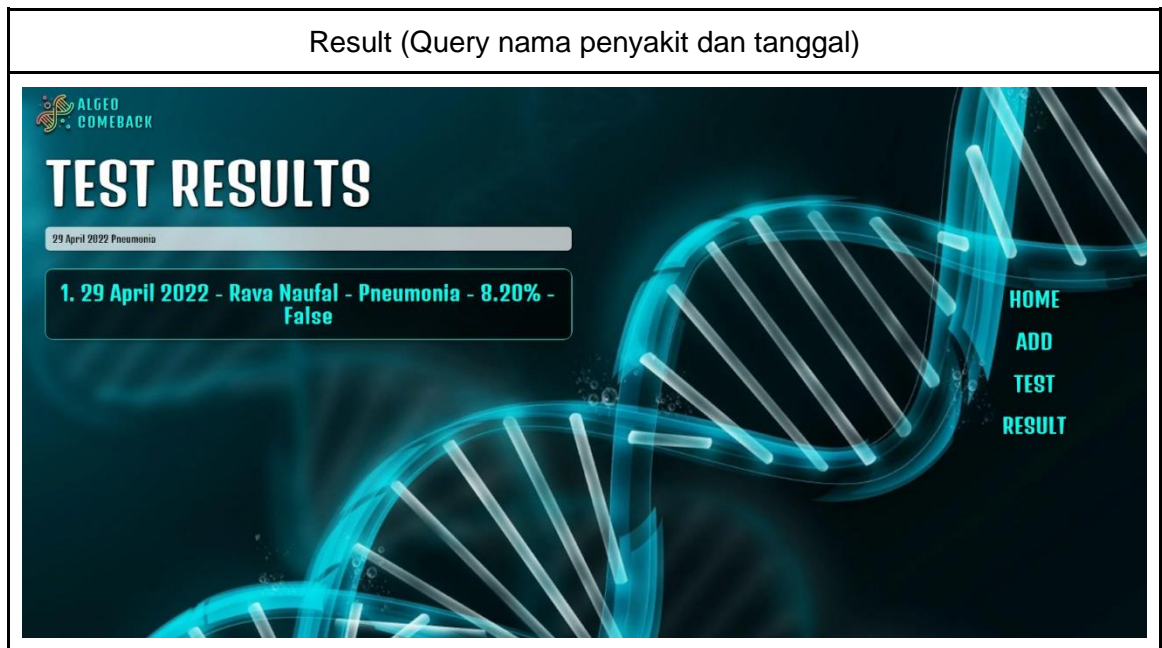 Result (Query nama penyakit dan tanggal)
ALGEO
COMEBACK
TEST RESULTS
29 April 2022 Pneumonia
1. 29 April 2022 - Rava Naufal - Pneumonia - 8.20% -
False
HOME
ADD
TEST
RESULT